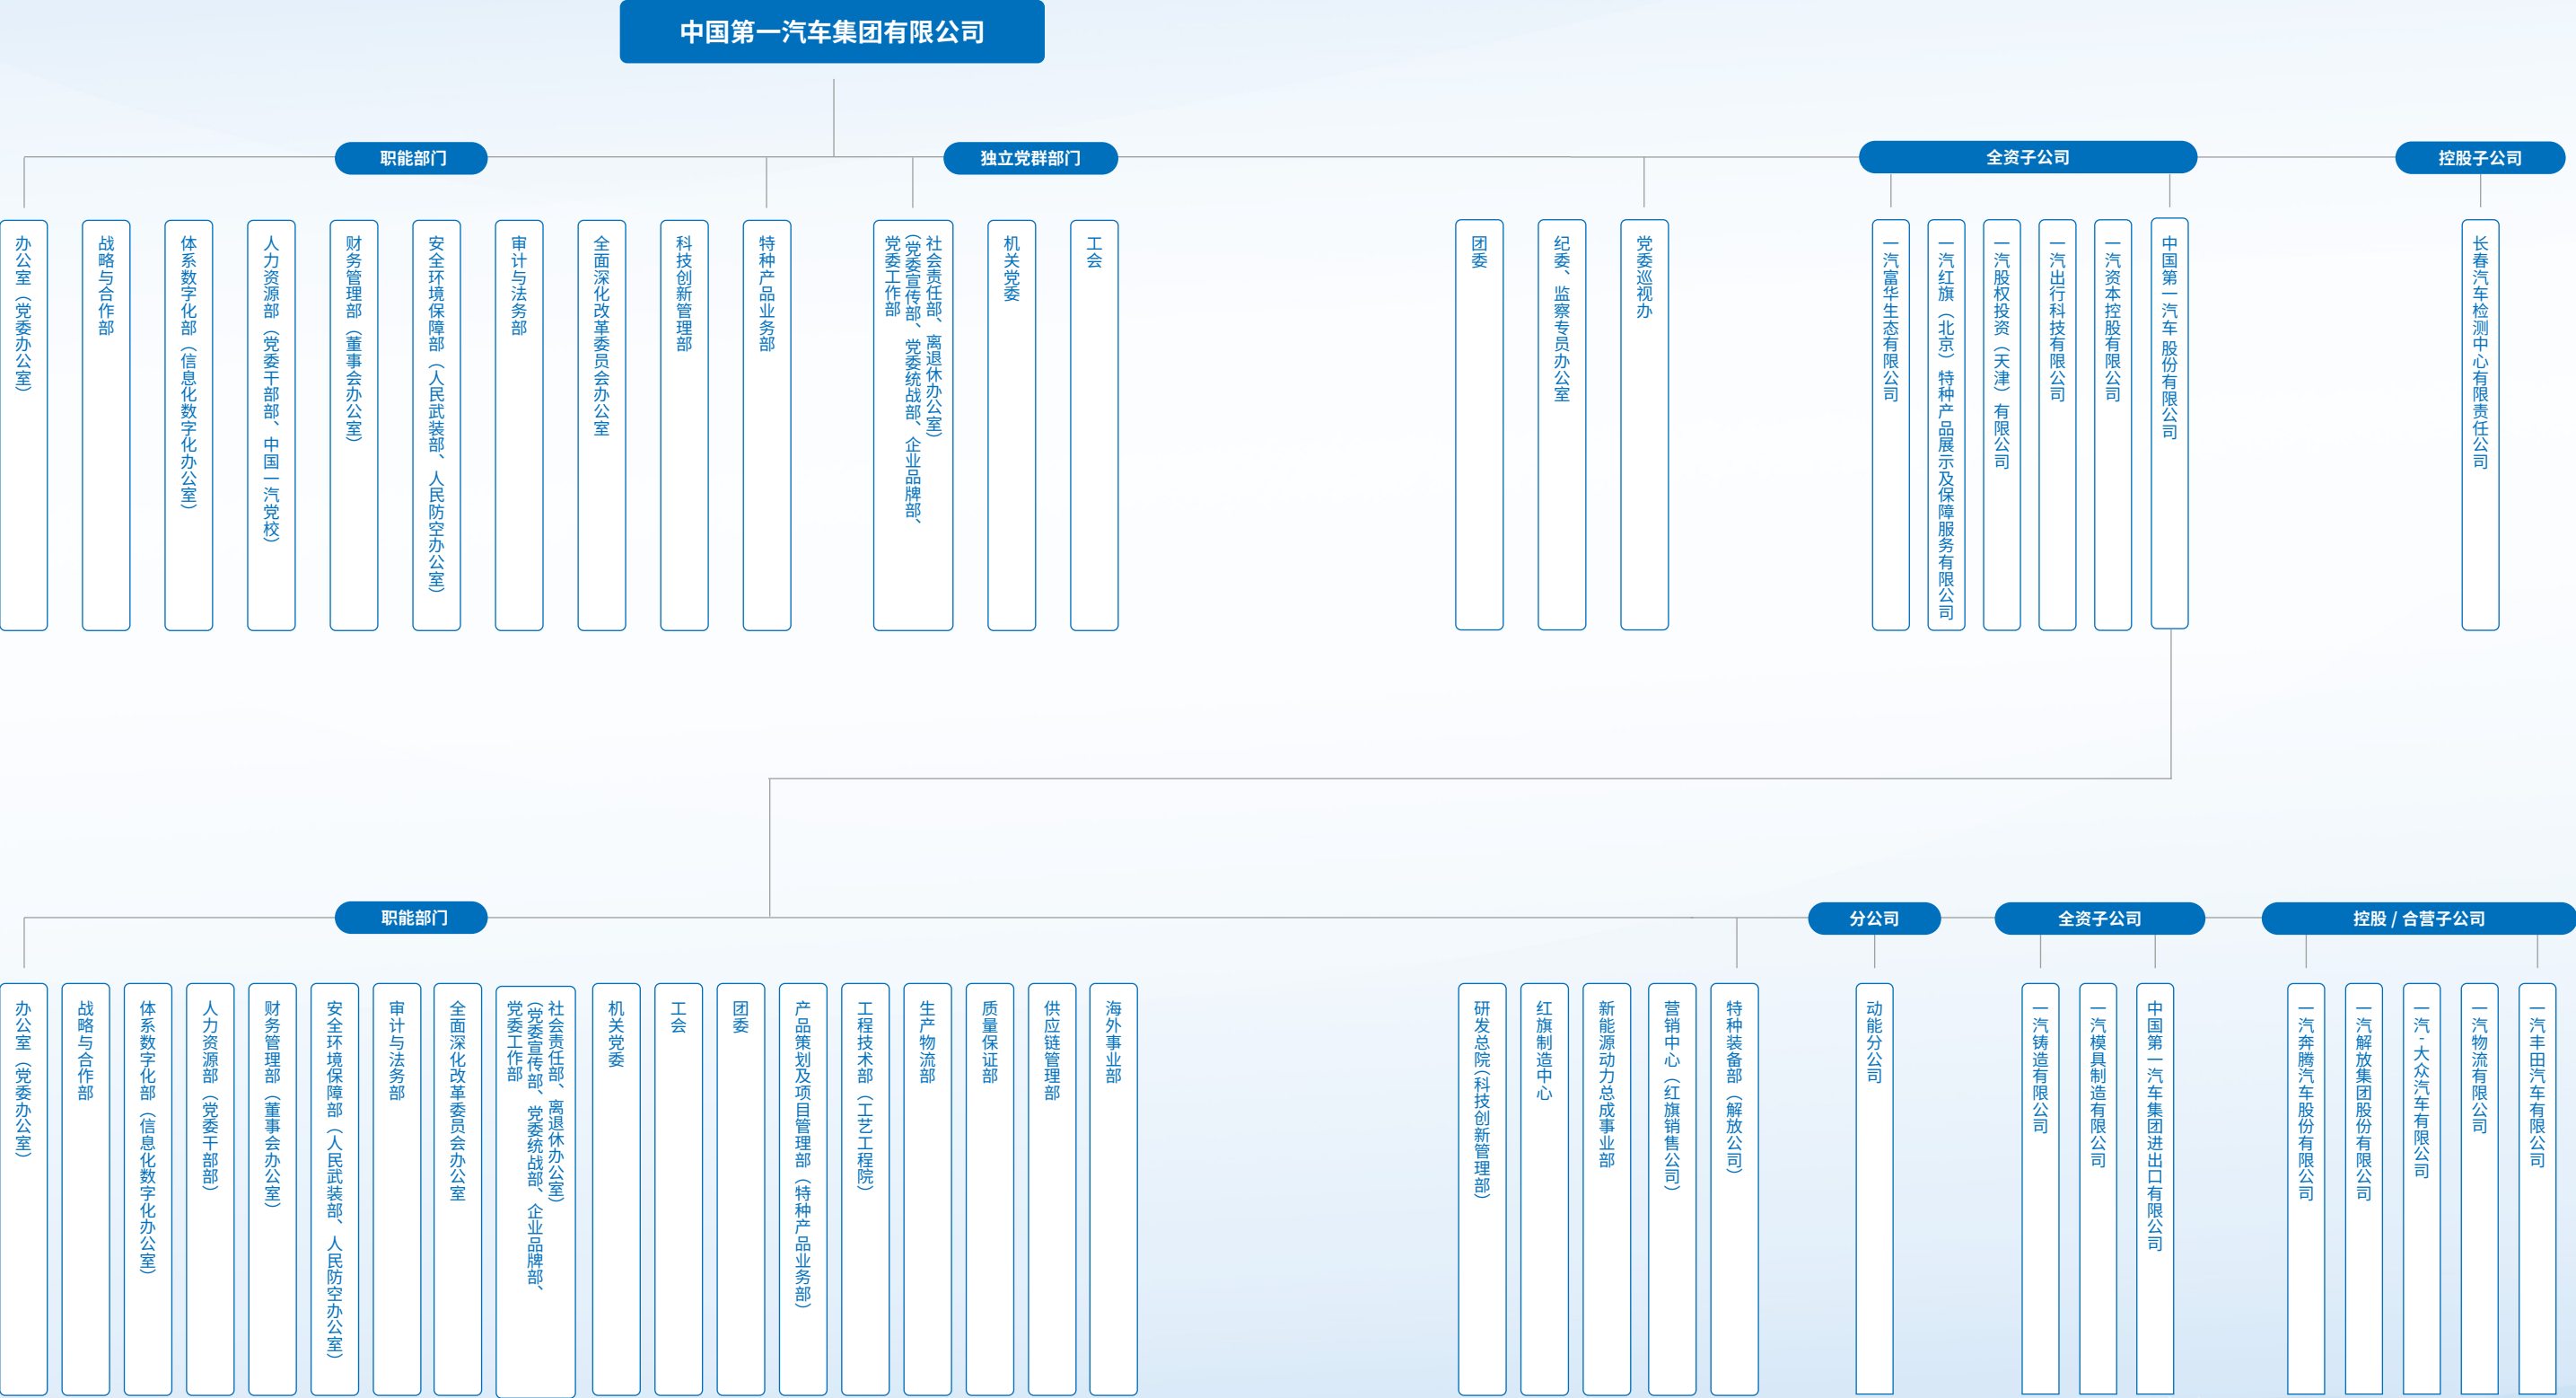 中国第一汽车集团有限公司
职能部门
独立党群部门
全资子公司
控股子公司
办公室（党委办公室）
战略与合作部
体系数字化部（信息化数字化办公室）
人力资源部（党委干部部、中国一汽党校）
财务管理部（董事会办公室）
安全环境保障部（人民武装部、人民防空办公室）
审计与法务部
全面深化改革委员会办公室
科技创新管理部
特种产品业务部
党委工作部
（党委宣传部、党委统战部、企业品牌部、
社会责任部、离退休办公室）
机关党委
工会
团委
纪委、监察专员办公室
党委巡视办
一汽富华生态有限公司
一汽红旗（北京）特种产品展示及保障服务有限公司
一汽股权投资（天津）有限公司
一汽出行科技有限公司
一汽资本控股有限公司
中国第一汽车 股份有限公司
长春汽车检测中心有限责任公司
职能部门
分公司
全资子公司
控股 / 合营子公司
办公室（党委办公室）
战略与合作部
体系数字化部（信息化数字化办公室）
人力资源部（党委干部部）
财务管理部（董事会办公室）
安全环境保障部（人民武装部、人民防空办公室）
审计与法务部
全面深化改革委员会办公室
党委工作部
（党委宣传部、党委统战部、企业品牌部、
社会责任部、离退休办公室）
机关党委
工会
团委
产品策划及项目管理部（特种产品业务部）
工程技术部（工艺工程院）
生产物流部
质量保证部
供应链管理部
海外事业部
研发总院（科技创新管理部）
红旗制造中心
新能源动力总成事业部
营销中心（红旗销售公司）
特种装备部（解放公司）
动能分公司
一汽铸造有限公司
一汽模具制造有限公司
中国第一汽车集团进出口有限公司
一汽奔腾汽车股份有限公司
一汽解放集团股份有限公司
一汽-大众汽车有限公司
一汽物流有限公司
一汽丰田汽车有限公司